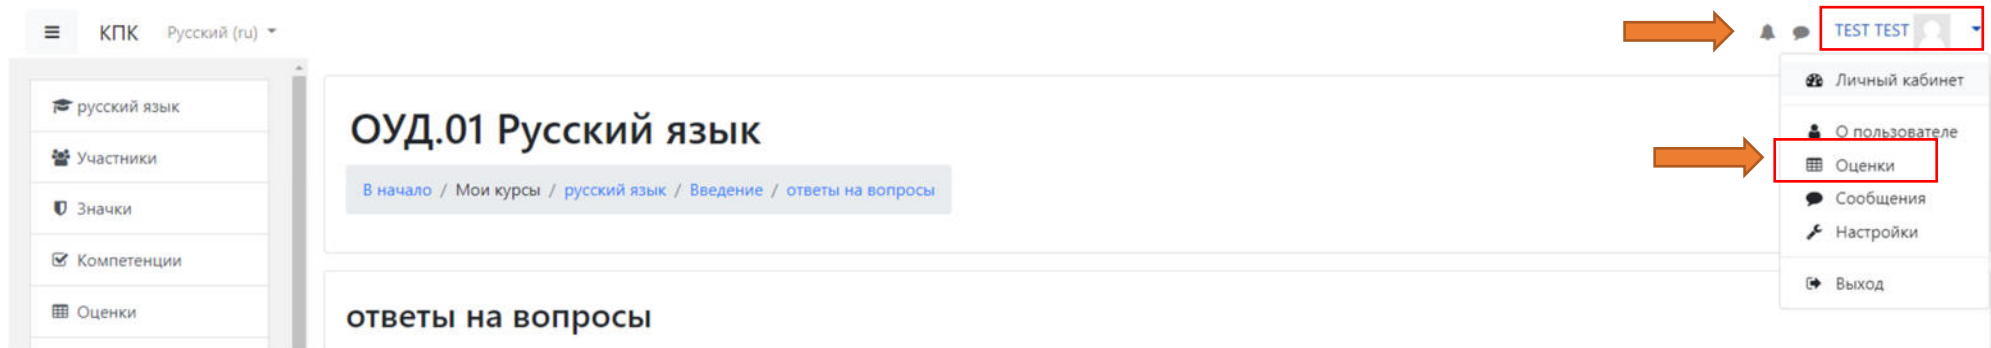 КПК Русский (ru)
TEST TEST
русский язык
Участники
Значки
Компетенции
Оценки
ОУД.01 Русский язык
В начало / Мои курсы / русский язык / Введение / ответы на вопросы
ответы на вопросы
Личный кабинет
О пользователе
Оценки
Сообщения
Настройки
Выход